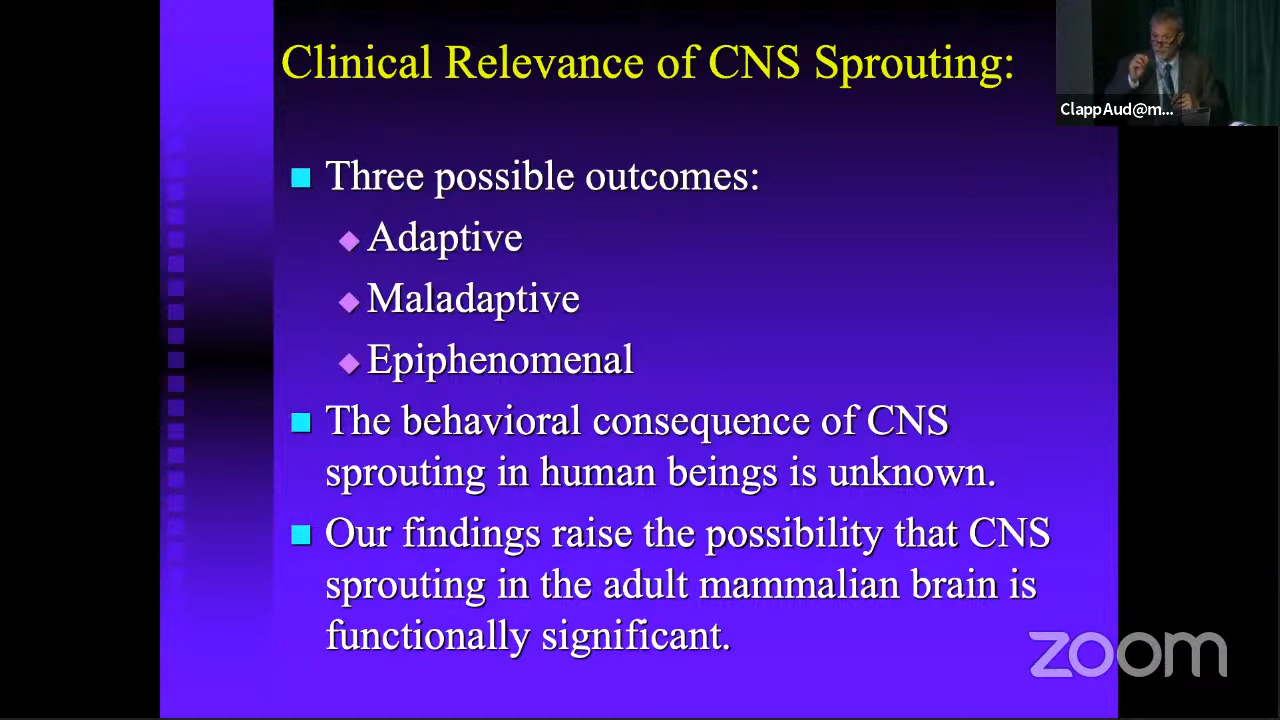 Clinical Relevance of CNS Sprouting:
ClappAud@m...
Three possible outcomes:
Adaptive
Maladaptive
Epiphenomenal
The behavioral consequence of CNS
sprouting in human beings is unknown.
Our findings raise the possibility that CNS
sprouting in the adult mammalian brain is
functionally significant.
zoom